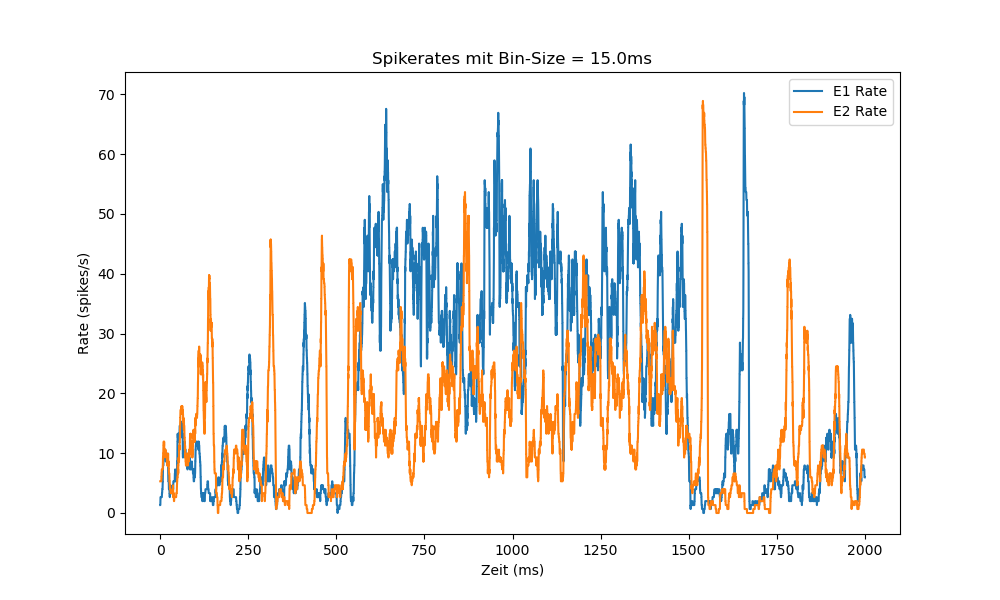 Spikerates mit Bin-Size = 15.0ms
E1 Rate
E2 Rate
70
60
50
40
30
20
10
0
Rate (spikes/s)
0 250 500 750 1000 1250 1500 1750 2000
Zeit (ms)